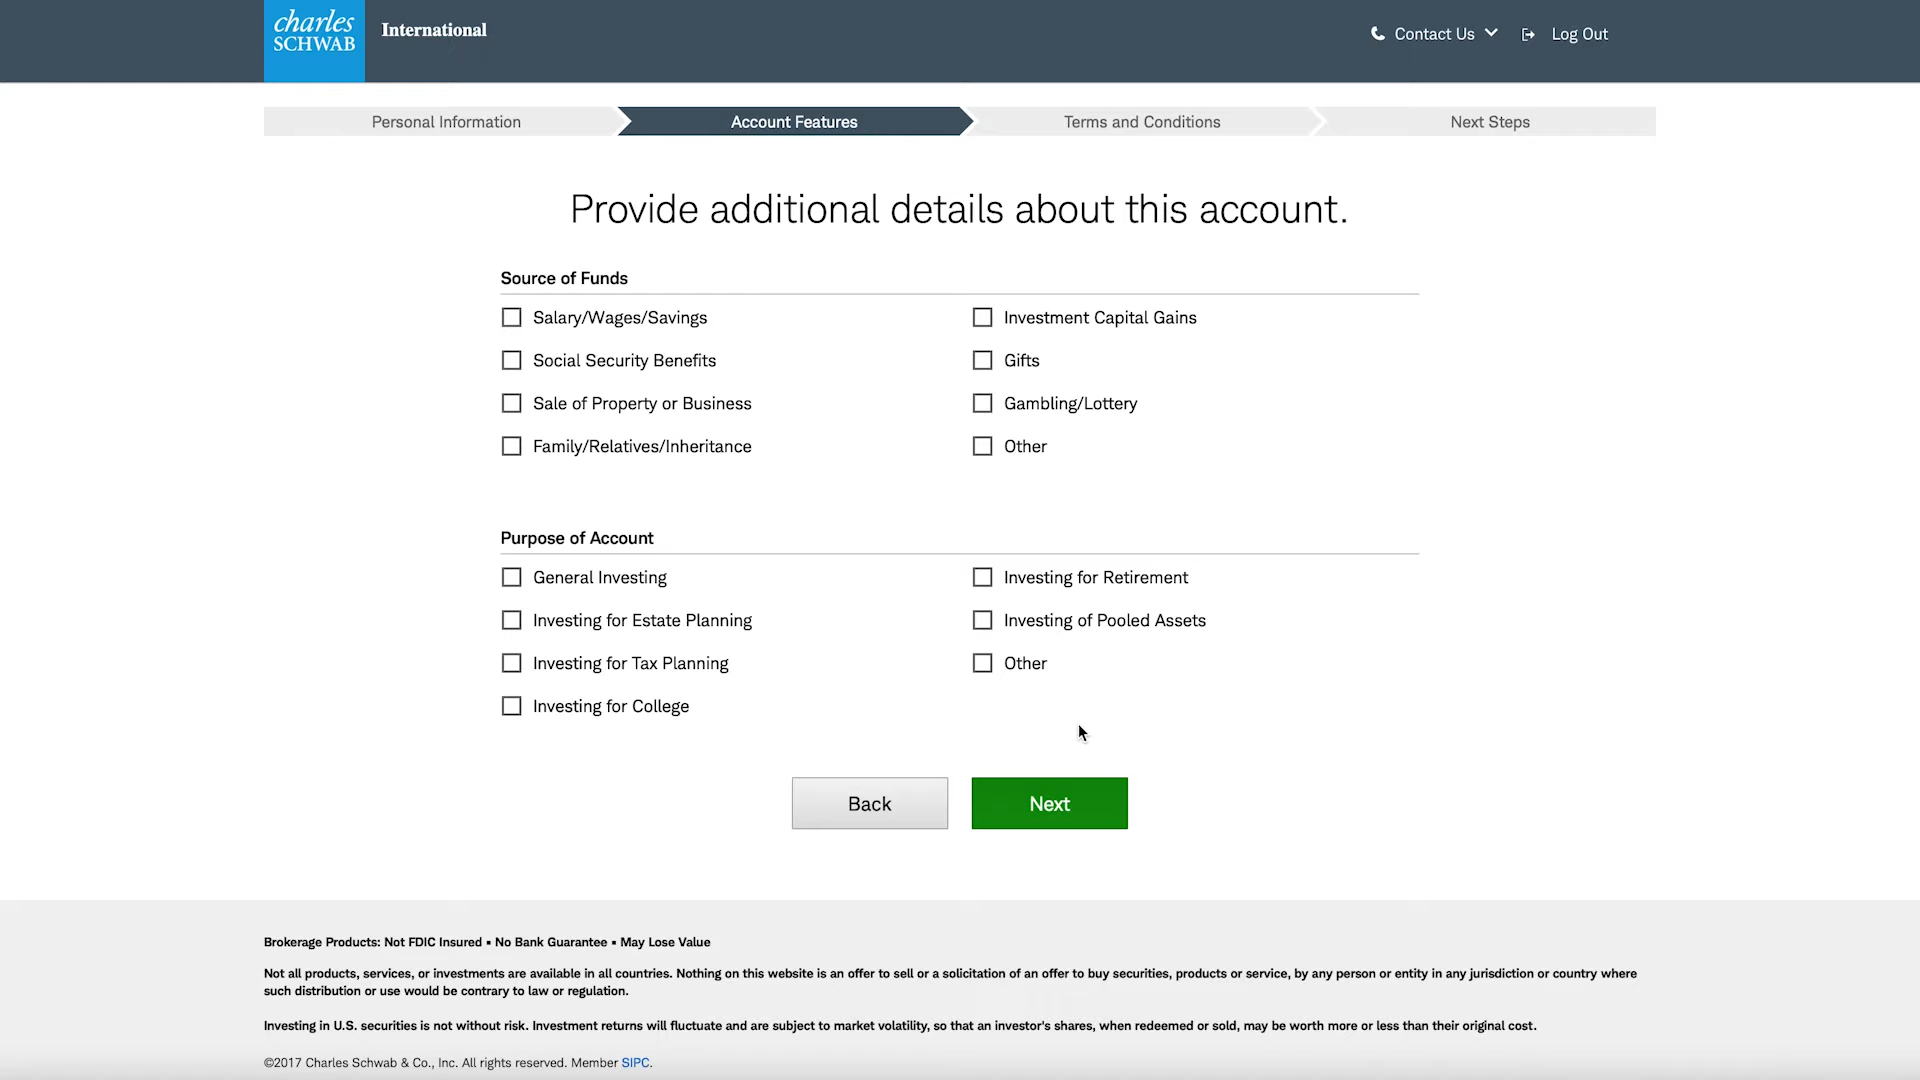 charles
SCHWAB
International
Contact Us
Log Out
Personal Information
Account Features
Terms and Conditions
Next Steps
Provide additional details about this account.
Source of Funds
Salary/Wages/Savings
Investment Capital Gains
Social Security Benefits
Gifts
Sale of Property or Business
Gambling/Lottery
Family/Relatives/Inheritance
Other
Purpose of Account
General Investing
Investing for Retirement
Investing for Estate Planning
Investing of Pooled Assets
Investing for Tax Planning
Other
Investing for College
Back
Next
Brokerage Products: Not FDIC Insured • No Bank Guarantee • May Lose Value
Not all products, services, or investments are available in all countries. Nothing on this website is an offer to sell or a solicitation of an offer to buy securities, products or service, by any person or entity in any jurisdiction or country where
such distribution or use would be contrary to law or regulation.
Investing in U.S. securities is not without risk. Investment returns will fluctuate and are subject to market volatility, so that an investor's shares, when redeemed or sold, may be worth more or less than their original cost.
©2017 Charles Schwab & Co., Inc. All rights reserved. Member SIPC.